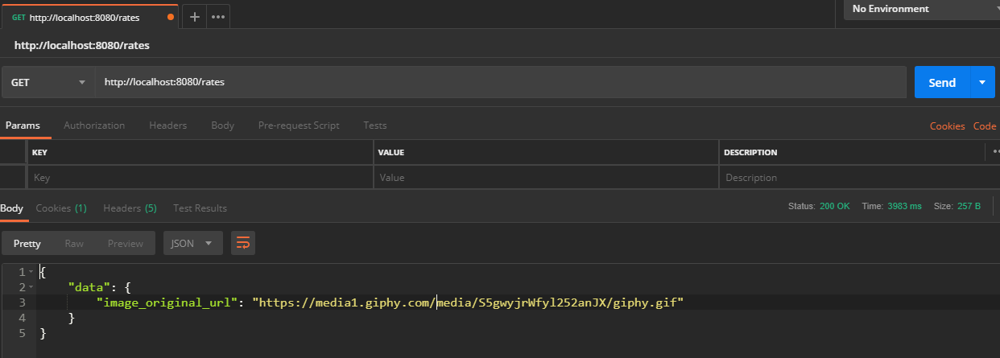 GET http://localhost:8080/rates + ••• No Environment
http://localhost:8080/rates
GET http://localhost:8080/rates Send
Params Authorization Headers Body Pre-request Script Tests Cookies Code
KEY VALUE DESCRIPTION
Key Value Description
Body Cookies (1) Headers (5) Test Results Status: 200 OK Time: 3983 ms Size: 257 B
Pretty Raw Preview JSON
1 {
2 "data": {
3 "image_original_url": "https://media1.giphy.com/media/S5gwyjrWfyl252anJX/giphy.gif"
4 }
5 }